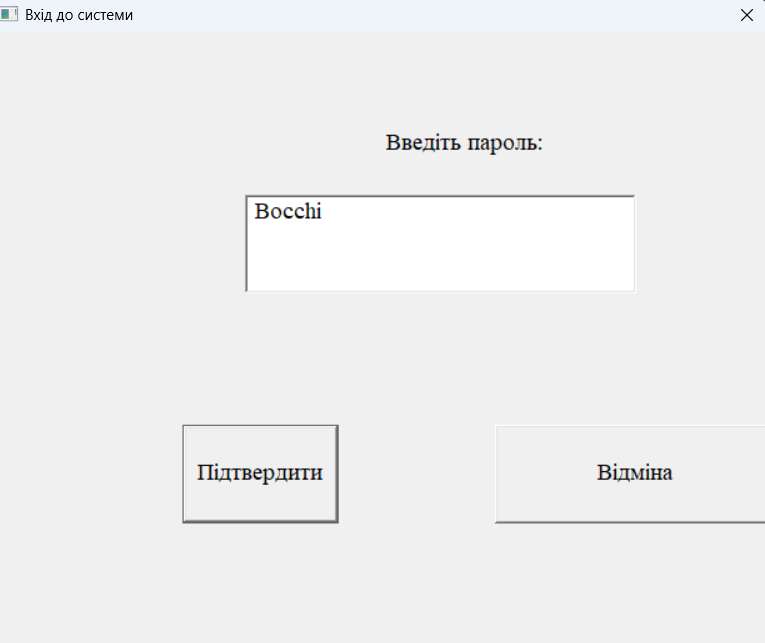 Вхід до системи
Введіть пароль:
Bocchi
Підтвердити
Відміна